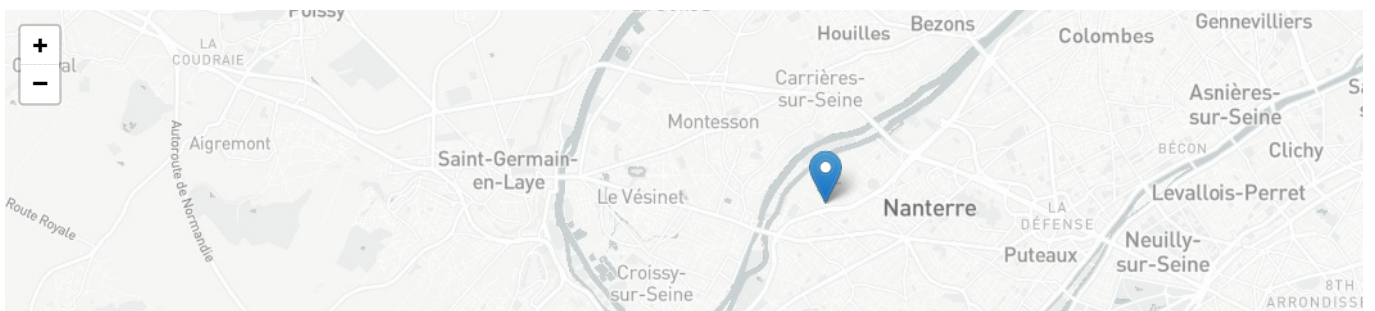 Poissy
+
−
LA
COUDRAIE
Aigremont
Autoroute de Normandie
Route Royale
Saint-Germain-
en-Laye
Le Vésinet
Croissy-
sur-Seine
Montesson
Houilles
Bezons
Carrières-
sur-Seine
Colombes
Gennevilliers
Asnières-
sur-Seine
BÉCON
Clichy
Levallois-Perret
Nanterre
LA
DÉFENSE
Puteaux
Neuilly-
sur-Seine
8TH